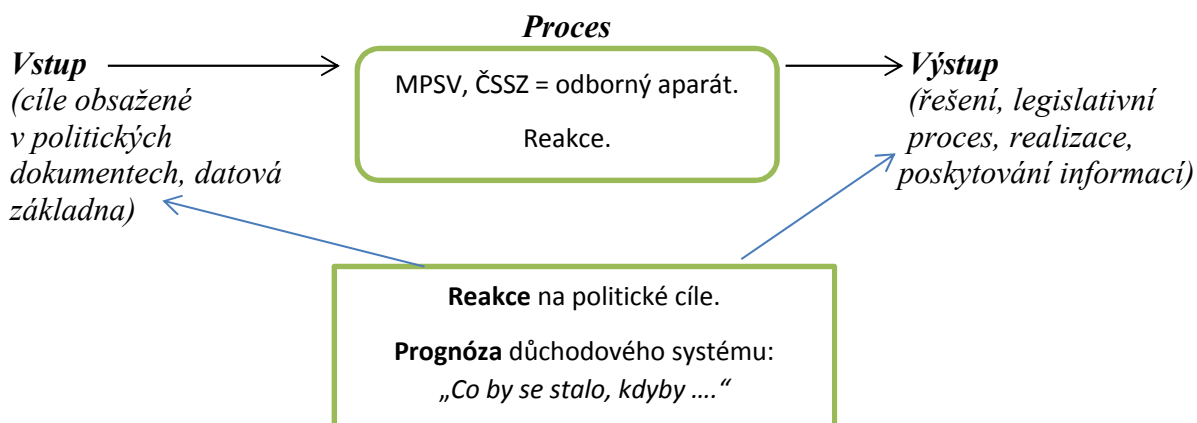 Proces
Vstup
(cíle obsažené
v politických
dokumentech, datová
základna)
MPSV, ČSSZ = odborný aparát.
Reakce.
Výstup
(řešení, legislativní
proces, realizace,
poskytování informací)
Reakce na politické cíle.
Prognóza důchodového systému:
„Co by se stalo, kdyby ….“